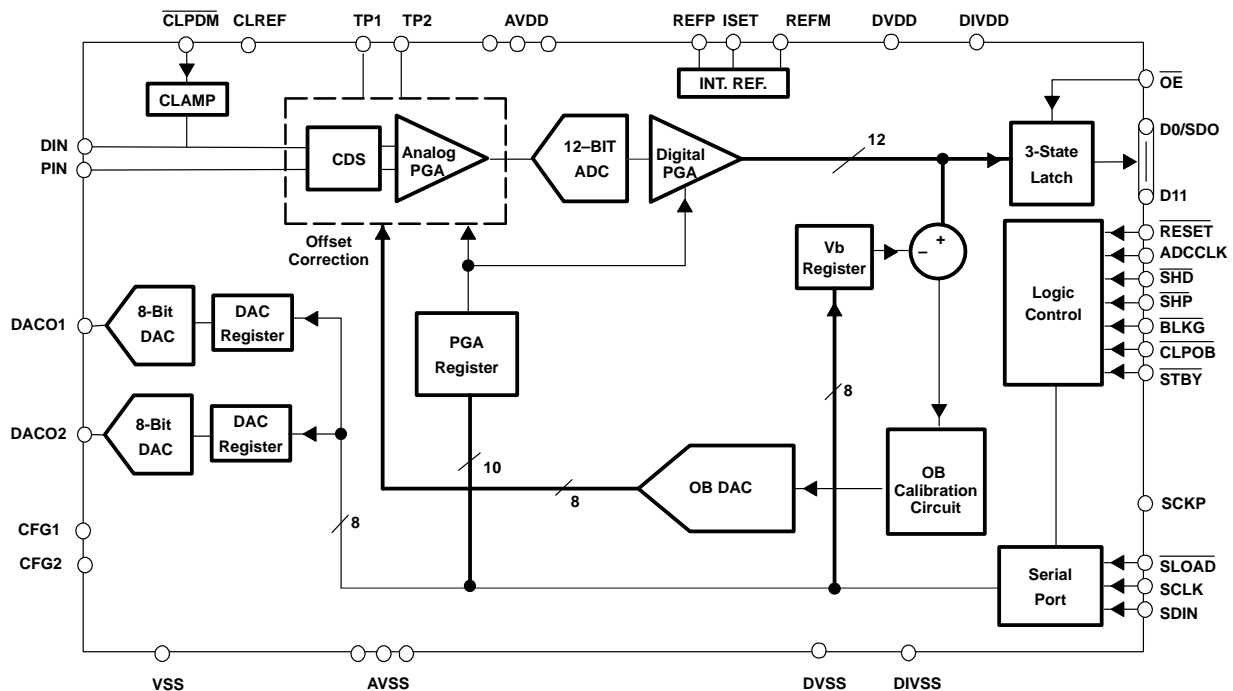 CLPDM CLREF TP1 TP2 AVDD REFP ISET REFM DVDD DIVDD
INT. REF.
OE
CLAMP
D0/SDO
DIN
PIN
CDS
Analog
PGA
12–BIT
ADC
Digital
PGA
12
3-State
Latch
D11
Offset
Correction
Vb
Register
– +
RESET
ADCCLK
SHD
SHP
BLKG
CLPOB
STBY
Logic
Control
DACO1
8-Bit
DAC
DAC
Register
PGA
Register
8
DACO2
8-Bit
DAC
DAC
Register
10
8
OB DAC
OB
Calibration
Circuit
SCKP
8
CFG1
CFG2
Serial
Port
SLOAD
SCLK
SDIN
VSS AVSS DVSS DIVSS